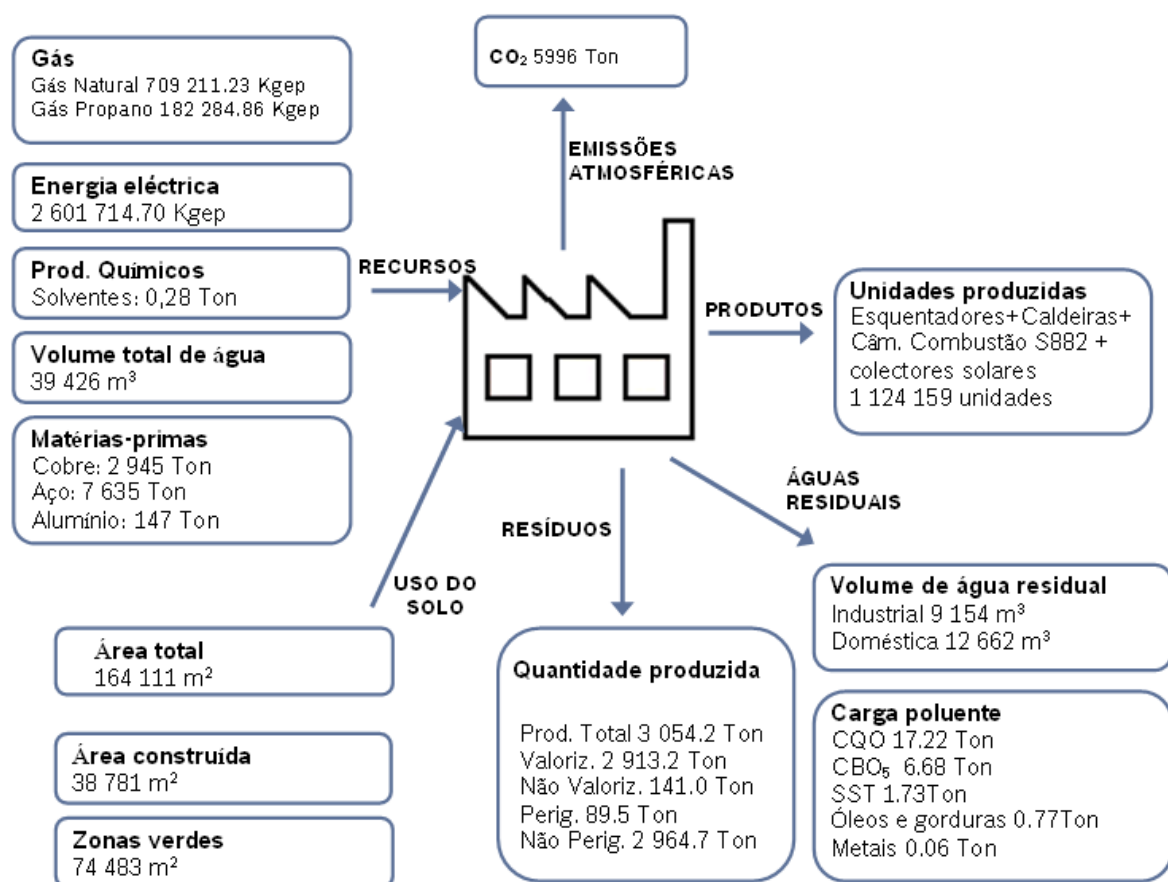 Gás
Gás Natural 709 211.23 Kgep
Gás Propano 182 284.86 Kgep
Energia eléctrica
2 601 714.70 Kgep
Prod. Químicos
Solventes: 0,28 Ton
Volume total de água
39 426 m³
Matérias-primas
Cobre: 2 945 Ton
Aço: 7 635 Ton
Alumínio: 147 Ton
RECURSOS
CO₂ 5996 Ton
EMISSÕES
ATMOSFÉRICAS
PRODUTOS
Unidades produzidas
Esquentadores+Caldeiras+
Câm. Combustão S882 +
colectores solares
1 124 159 unidades
USO DO
SOLO
Área total
164 111 m²
Área construída
38 781 m²
Zonas verdes
74 483 m²
RESÍDUOS
Quantidade produzida
Prod. Total 3 054.2 Ton
Valoriz. 2 913.2 Ton
Não Valoriz. 141.0 Ton
Perig. 89.5 Ton
Não Perig. 2 964.7 Ton
ÁGUAS
RESIDUAIS
Volume de água residual
Industrial 9 154 m³
Doméstica 12 662 m³
Carga poluente
CQO 17.22 Ton
CBO₅ 6.68 Ton
SST 1.73Ton
Óleos e gorduras 0.77Ton
Metais 0.06 Ton